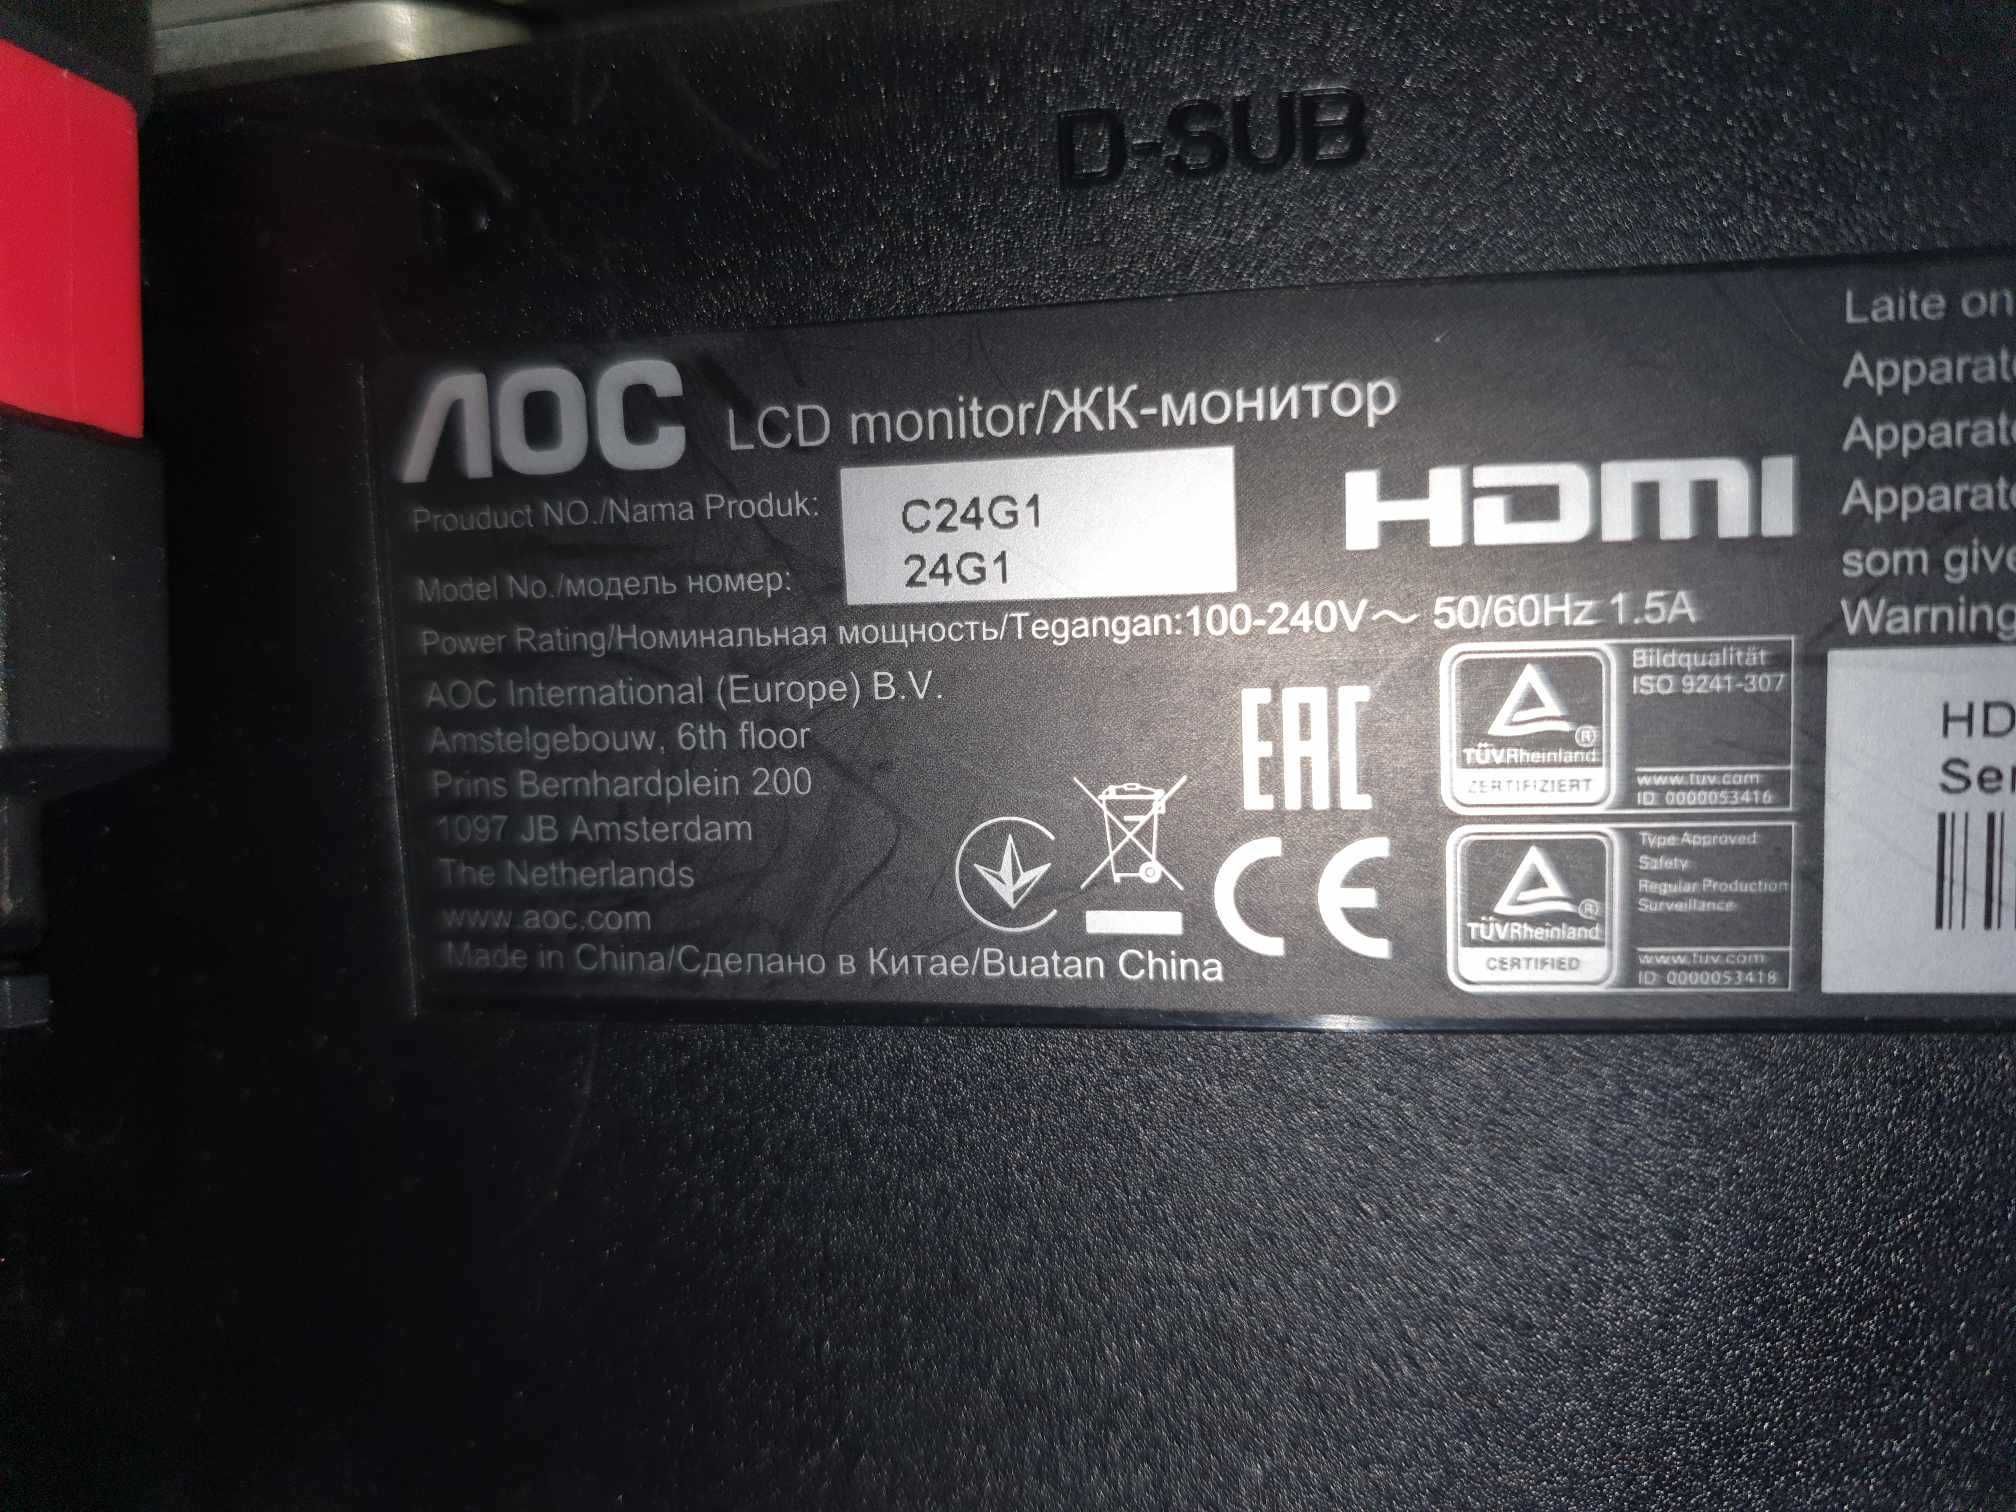 D-SUB
AOC LCD monitor/ЖК-монитор
Prouduct NO./Nama Produk: C24G1
Model No./модель номер: 24G1
HDMI
Power Rating/Номинальная мощность/Tegangan:100-240V～ 50/60Hz 1.5A
AOC International (Europe) B.V.
Amstelgebouw, 6th floor
Prins Bernhardplein 200
1097 JB Amsterdam
The Netherlands
www.aoc.com
Made in China/Сделано в Китае/Buatan China
EAC
CE
TÜVRheinland®
ZERTIFIZIERT
Bildqualität
ISO 9241-307
www.tuv.com
ID 0000053416
TÜVRheinland®
CERTIFIED
Type Approved
Safety
Regular Production
Surveillance
www.tuv.com
ID 0000053418
Laite on
Apparat
Apparat
Apparat
som give
Warning
HD
Ser